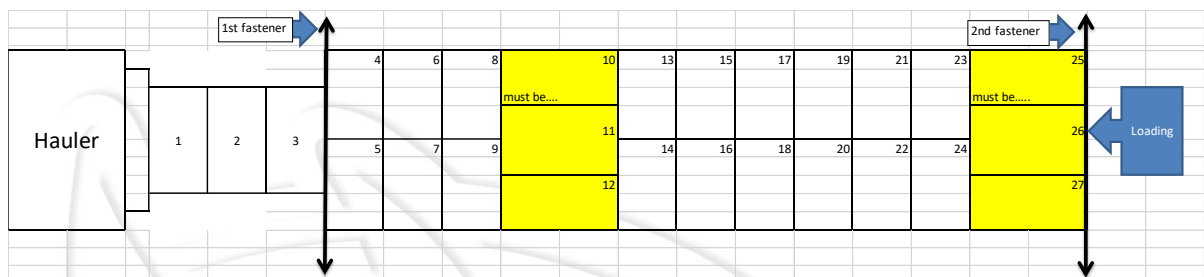 1st fastener
2nd fastener
4 6 8 10 13 15 17 19 21 23 25
must be.... must be.....
Hauler 1 2 3 11 26 Loading
5 7 9 14 16 18 20 22 24
12 27